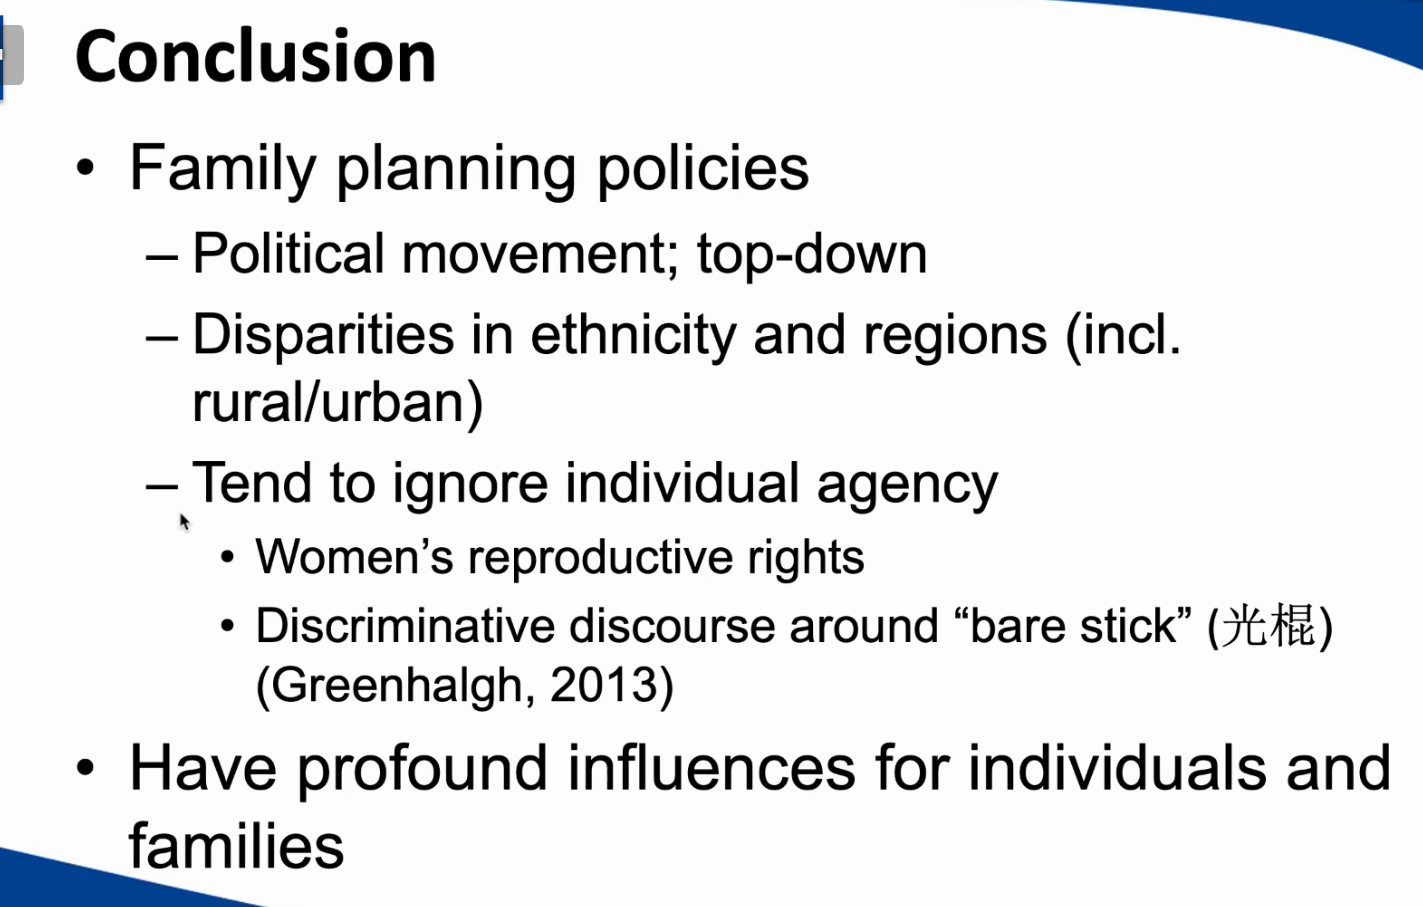 Conclusion
• Family planning policies
– Political movement; top-down
– Disparities in ethnicity and regions (incl.
rural/urban)
– Tend to ignore individual agency
• Women’s reproductive rights
• Discriminative discourse around “bare stick” (光棍)
(Greenhalgh, 2013)
• Have profound influences for individuals and
families